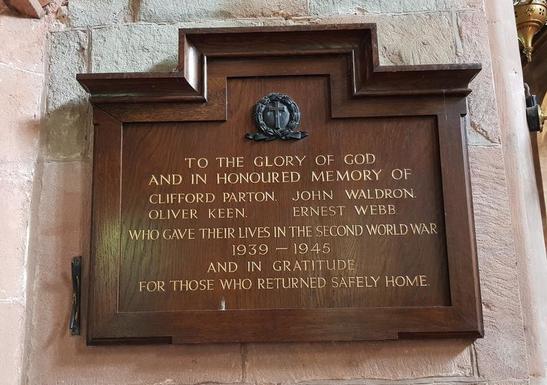 TO THE GLORY OF GOD
AND IN HONOURED MEMORY OF
CLIFFORD PARTON. JOHN WALDRON.
OLIVER KEEN. ERNEST WEBB.
WHO GAVE THEIR LIVES IN THE SECOND WORLD WAR
1939 — 1945
AND IN GRATITUDE
FOR THOSE WHO RETURNED SAFELY HOME.